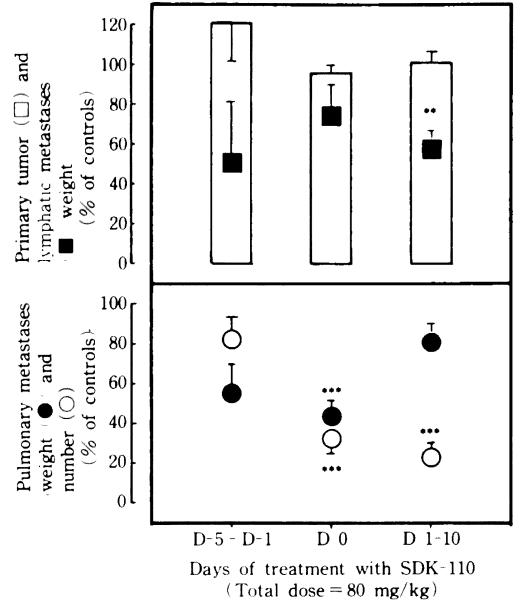 Primary tumor (□) and
lymphatic metastases
■ weight
(% of controls)
120
100
80
60
40
20
0
**
Pulmonary metastases
weight (●) and
number (○)
(% of controls)
100
80
60
40
20
0
***
***
***
D-5 - D-1 D 0 D 1-10
Days of treatment with SDK-110
(Total dose = 80 mg/kg)